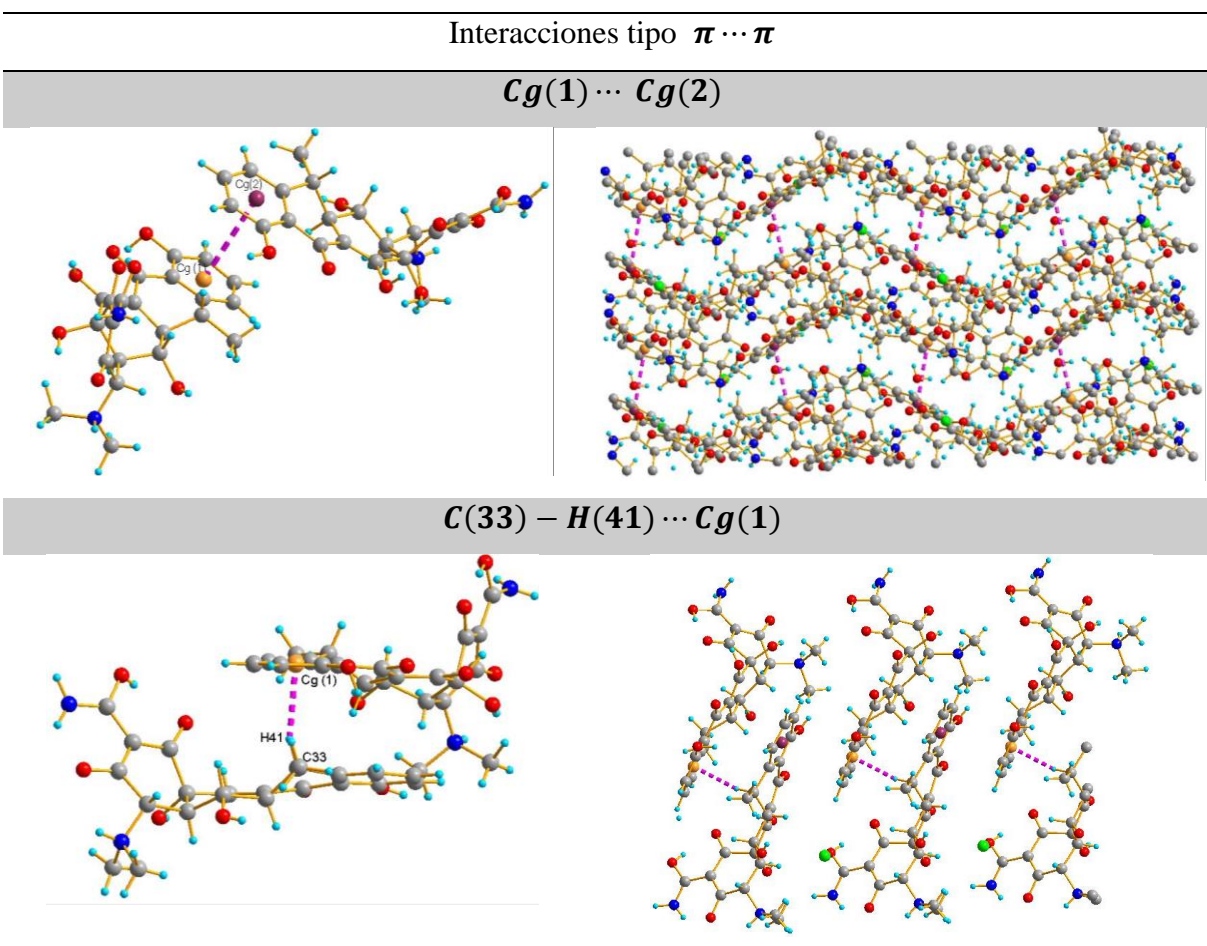 Interacciones tipo π ⋯ π
Cg(1) ⋯ Cg(2)
Cg(2)
Cg (1)
C(33) − H(41) ⋯ Cg(1)
Cg (1)
H41
C33